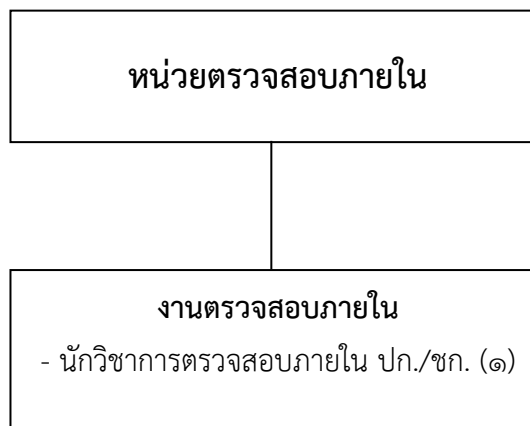 หน่วยตรวจสอบภายใน
งานตรวจสอบภายใน
- นักวิชาการตรวจสอบภายใน ปก./ชก. (๑)